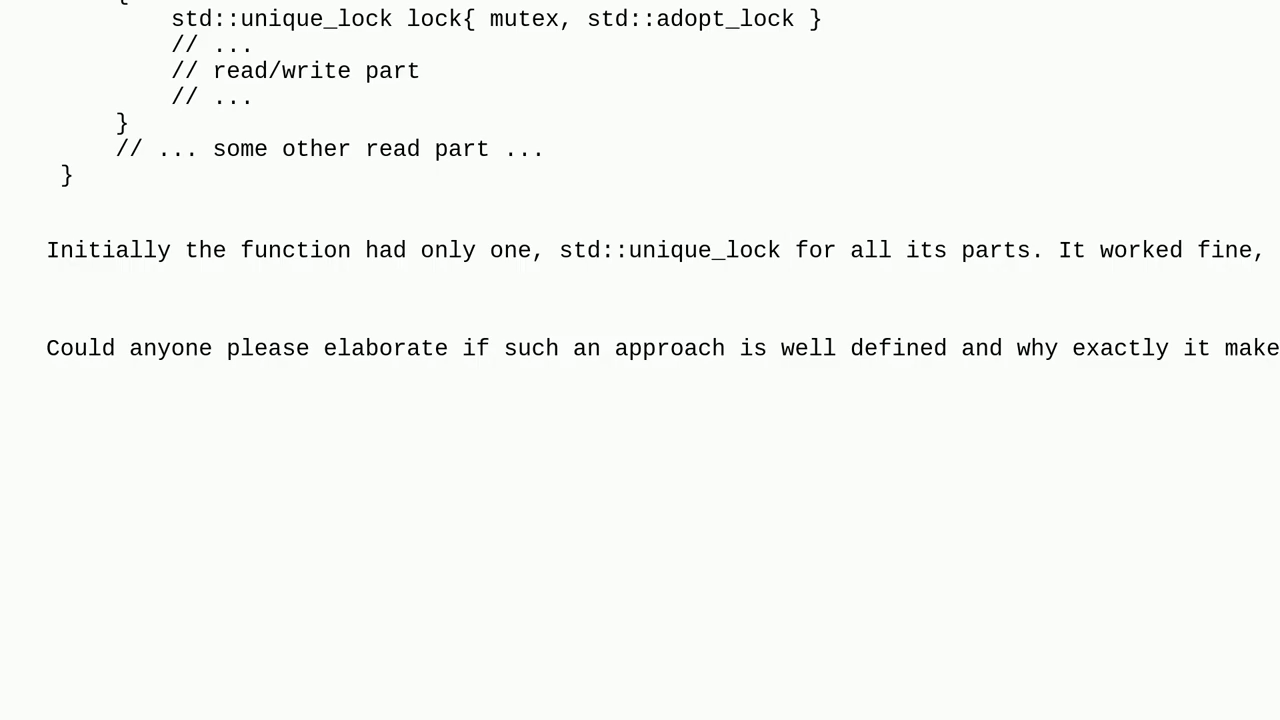 {
std::unique_lock lock{ mutex, std::adopt_lock }
// ...
// read/write part
// ...
}
// ... some other read part ...
}
Initially the function had only one, std::unique_lock for all its parts. It worked fine,
Could anyone please elaborate if such an approach is well defined and why exactly it make